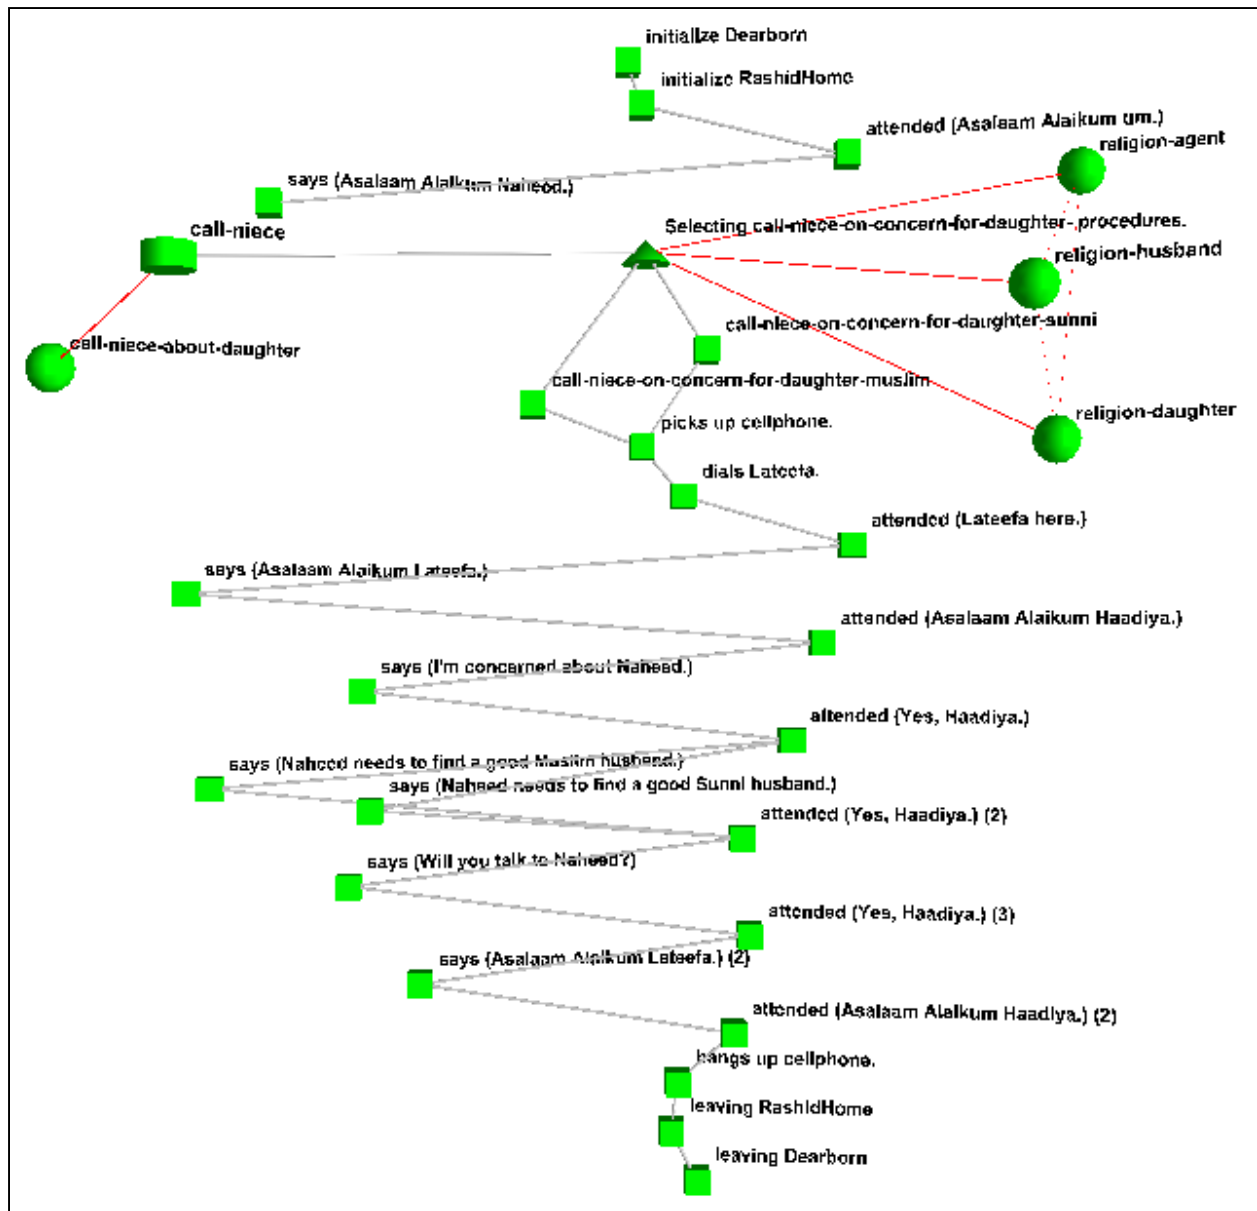 initialize Dearborn
initialize RashidHome
attended (Asalaam Alaikum um.)
religion-agent
says (Asalaam Alaikum Naheed.)
call-niece
Selecting call-niece-on-concern-for-daughter- procedures.
religion-husband
call-niece-on-concern-for-daughter-sunni
call-niece-about-daughter
call-niece-on-concern-for-daughter-muslim
religion-daughter
picks up cellphone.
dials Lateefa.
attended (Lateefa here.)
says (Asalaam Alaikum Lateefa.)
attended (Asalaam Alaikum Haadiya.)
says (I'm concerned about Naheed.)
attended (Yes, Haadiya.)
says (Naheed needs to find a good Muslim husband.)
says (Naheed needs to find a good Sunni husband.)
attended (Yes, Haadiya.) (2)
says (Will you talk to Naheed?)
attended (Yes, Haadiya.) (3)
says (Asalaam Alaikum Lateefa.) (2)
attended (Asalaam Alaikum Haadiya.) (2)
hangs up cellphone.
leaving RashidHome
leaving Dearborn